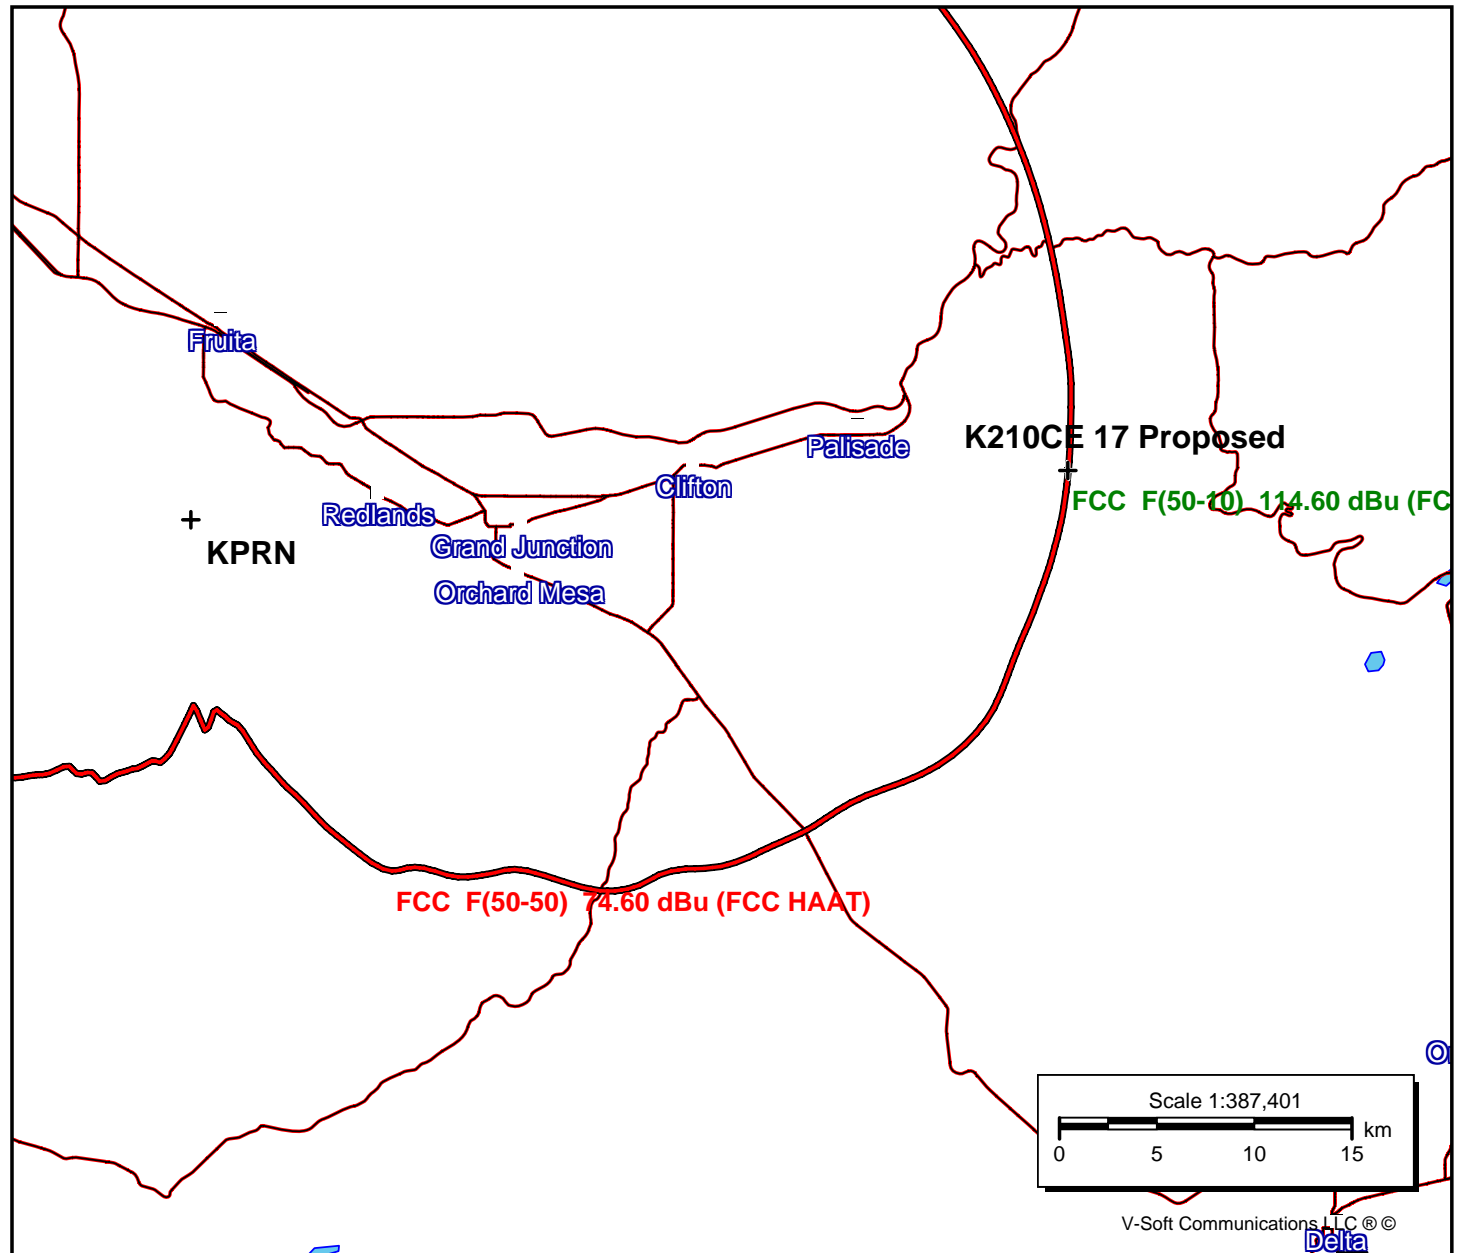 Fruita
K210CE 17 Proposed
Palisade
Clifton
FCC F(50-10) 114.60 dBu (FC
Redlands
KPRN
Grand Junction
Orchard Mesa
FCC F(50-50) 74.60 dBu (FCC HAAT)
Scale 1:387,401
km
0 5 10 15
V-Soft Communications LLC ® ©
Delta